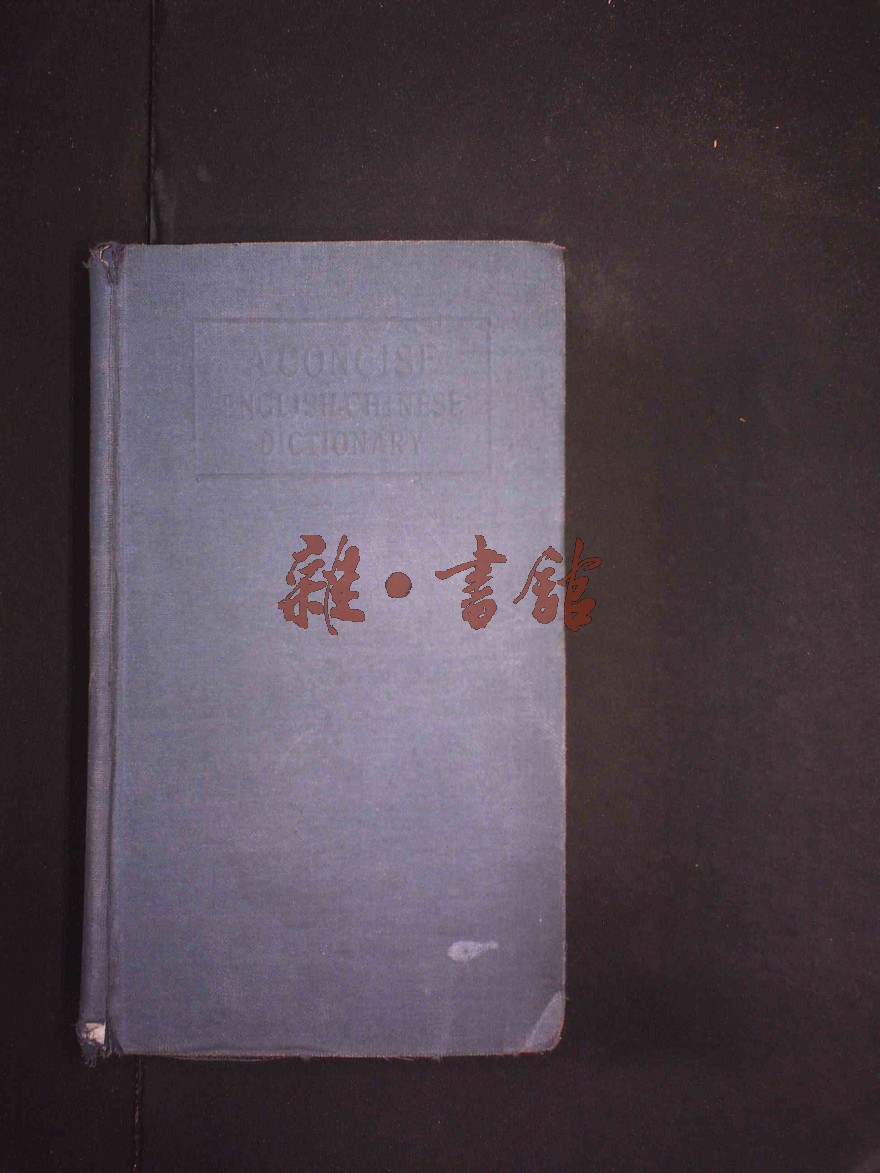 A CONCISE
ENGLISH-CHINESE
DICTIONARY
雜·書館